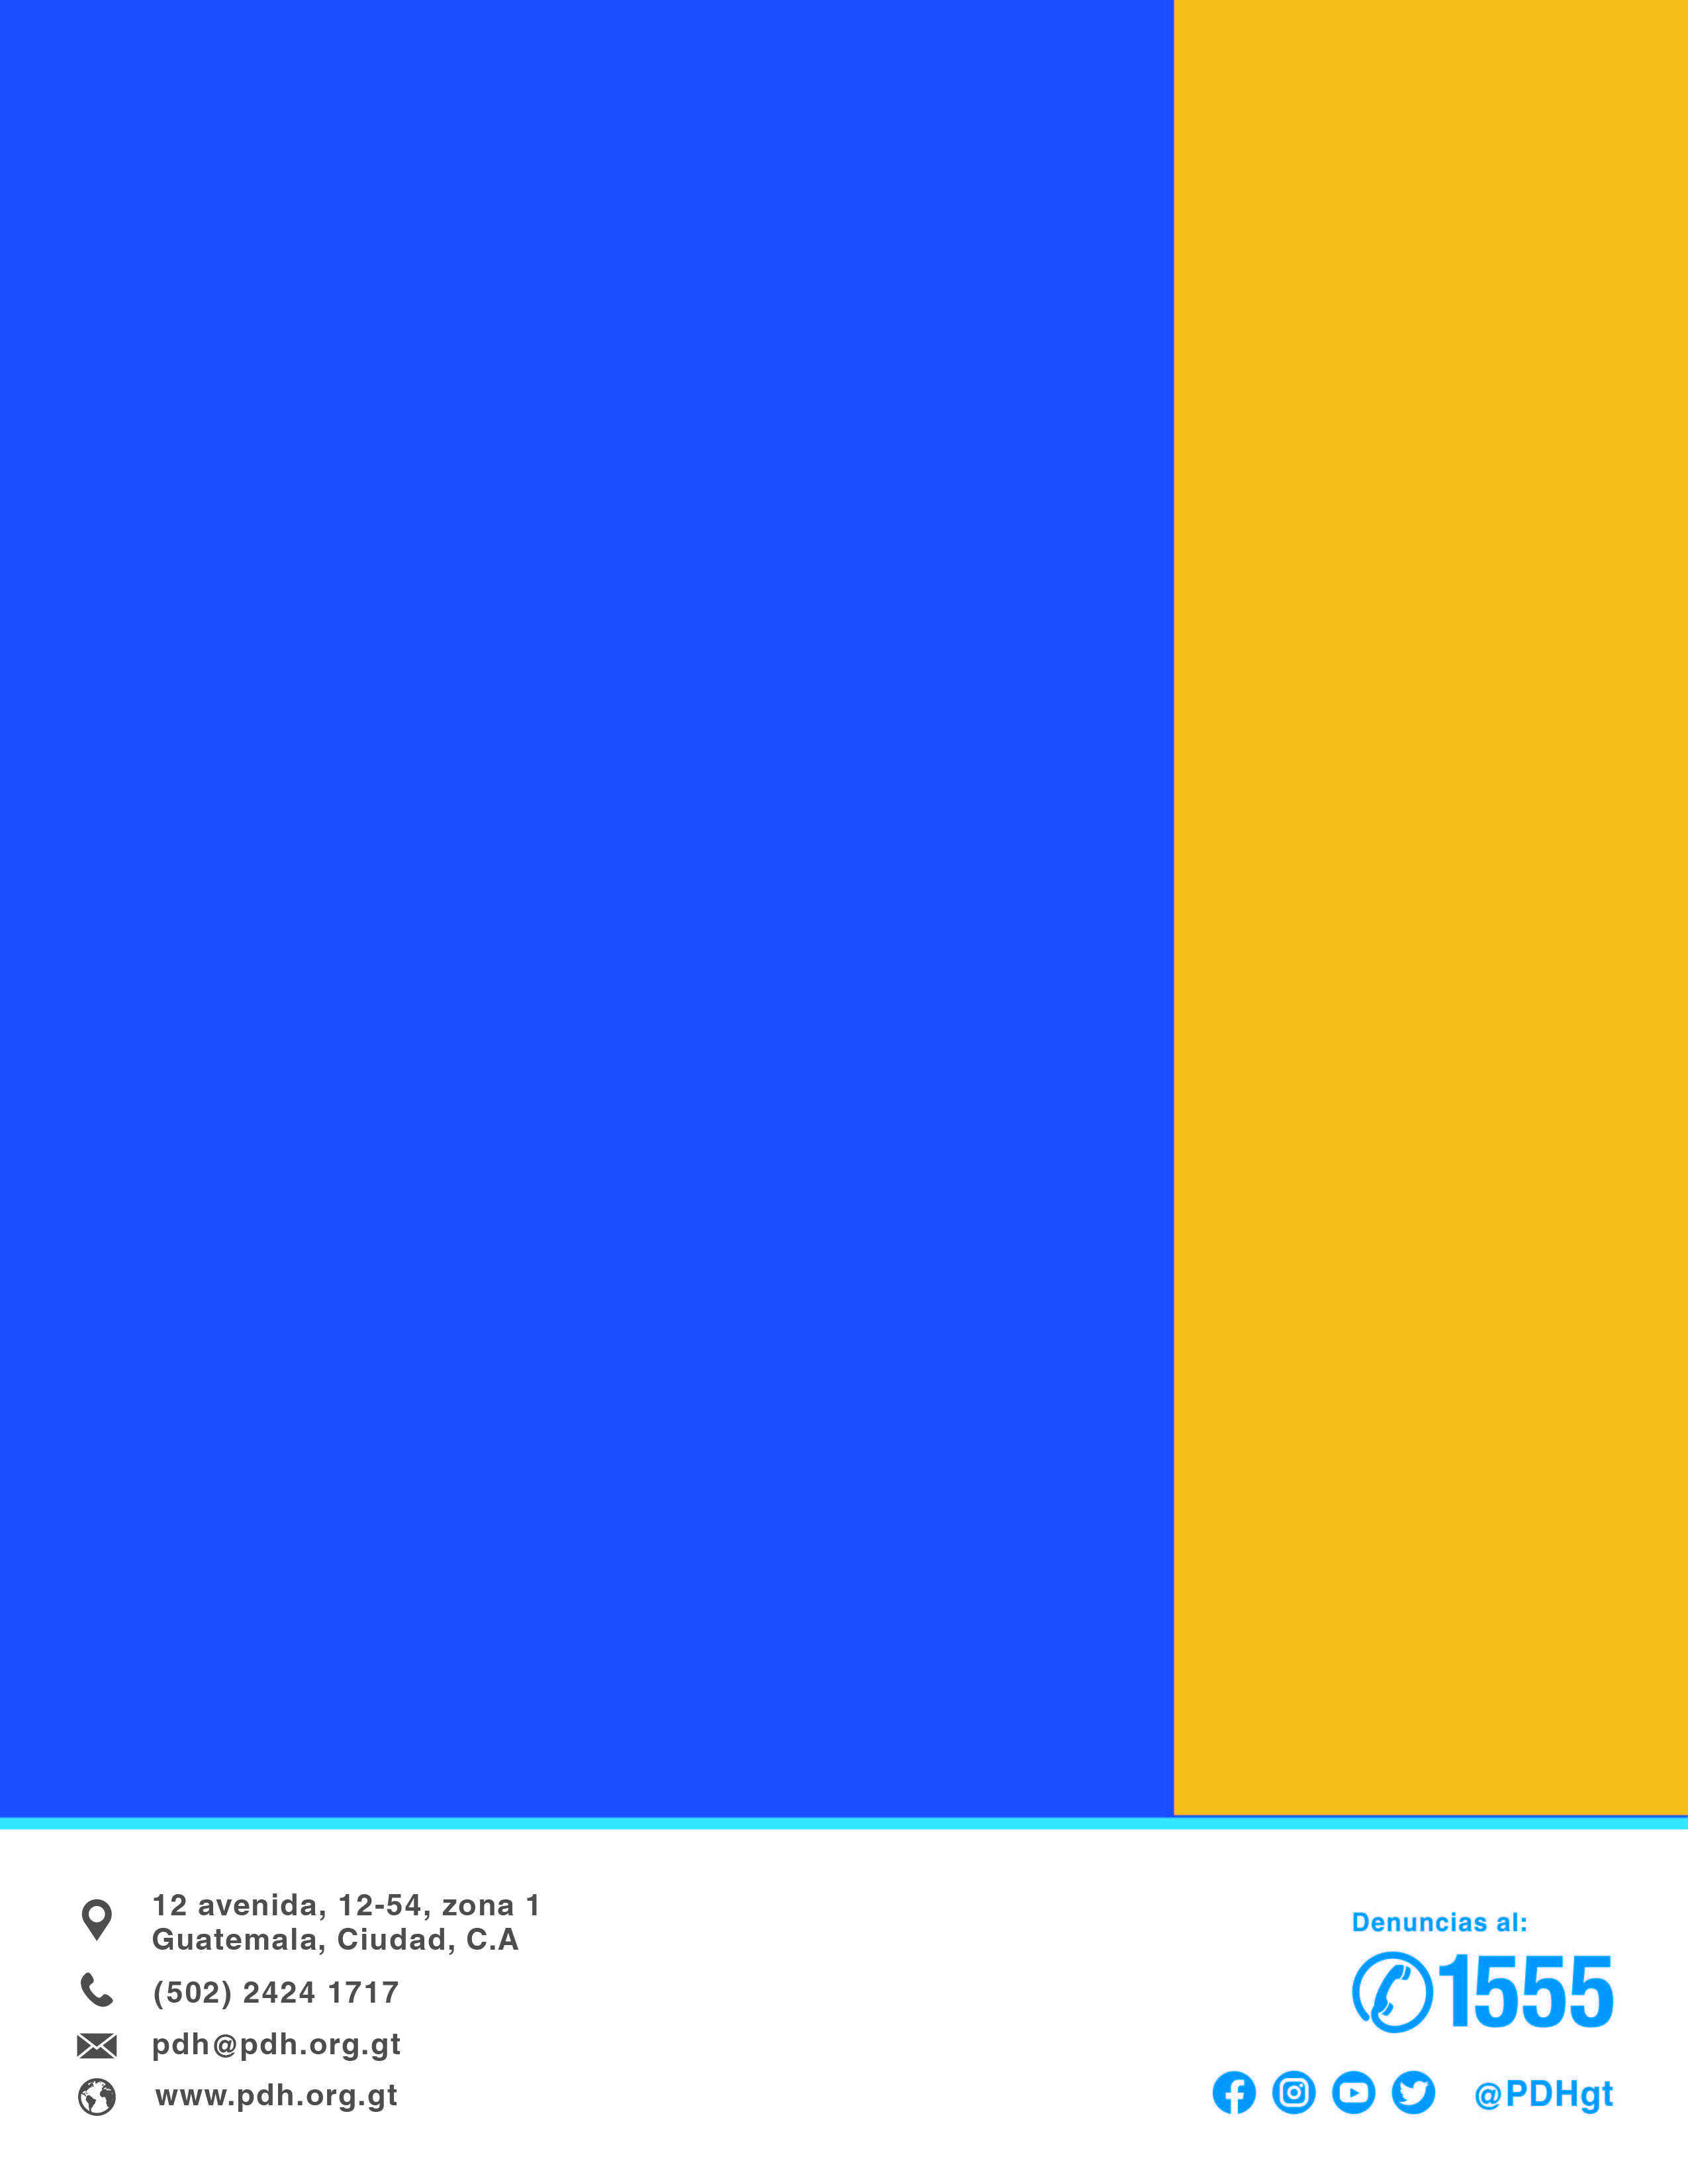 12 avenida, 12-54, zona 1
Guatemala, Ciudad, C.A
(502) 2424 1717
pdh@pdh.org.gt
www.pdh.org.gt
Denuncias al:
1555
@PDHgt